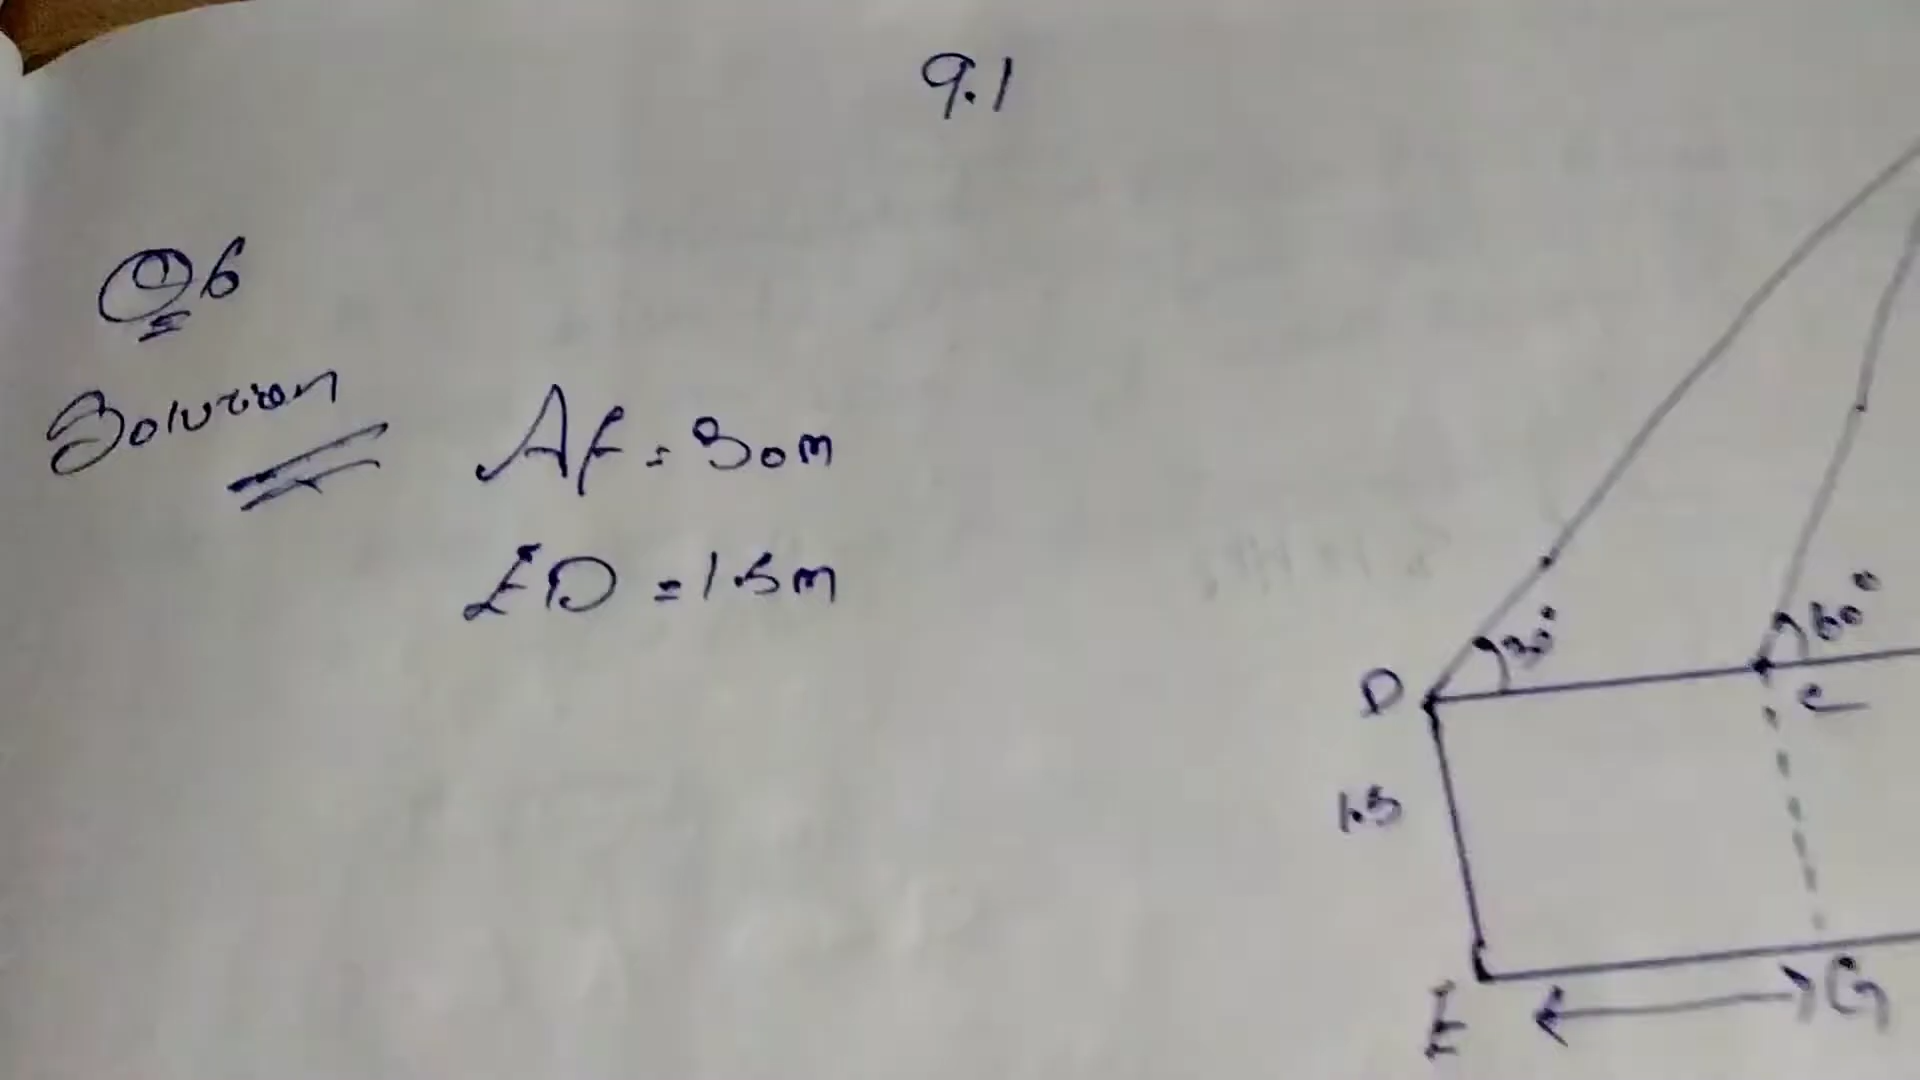 9.1
Q6
Solution
AF = 30m
ED = 1.5m
30°
60°
D
C
1.5
E
G